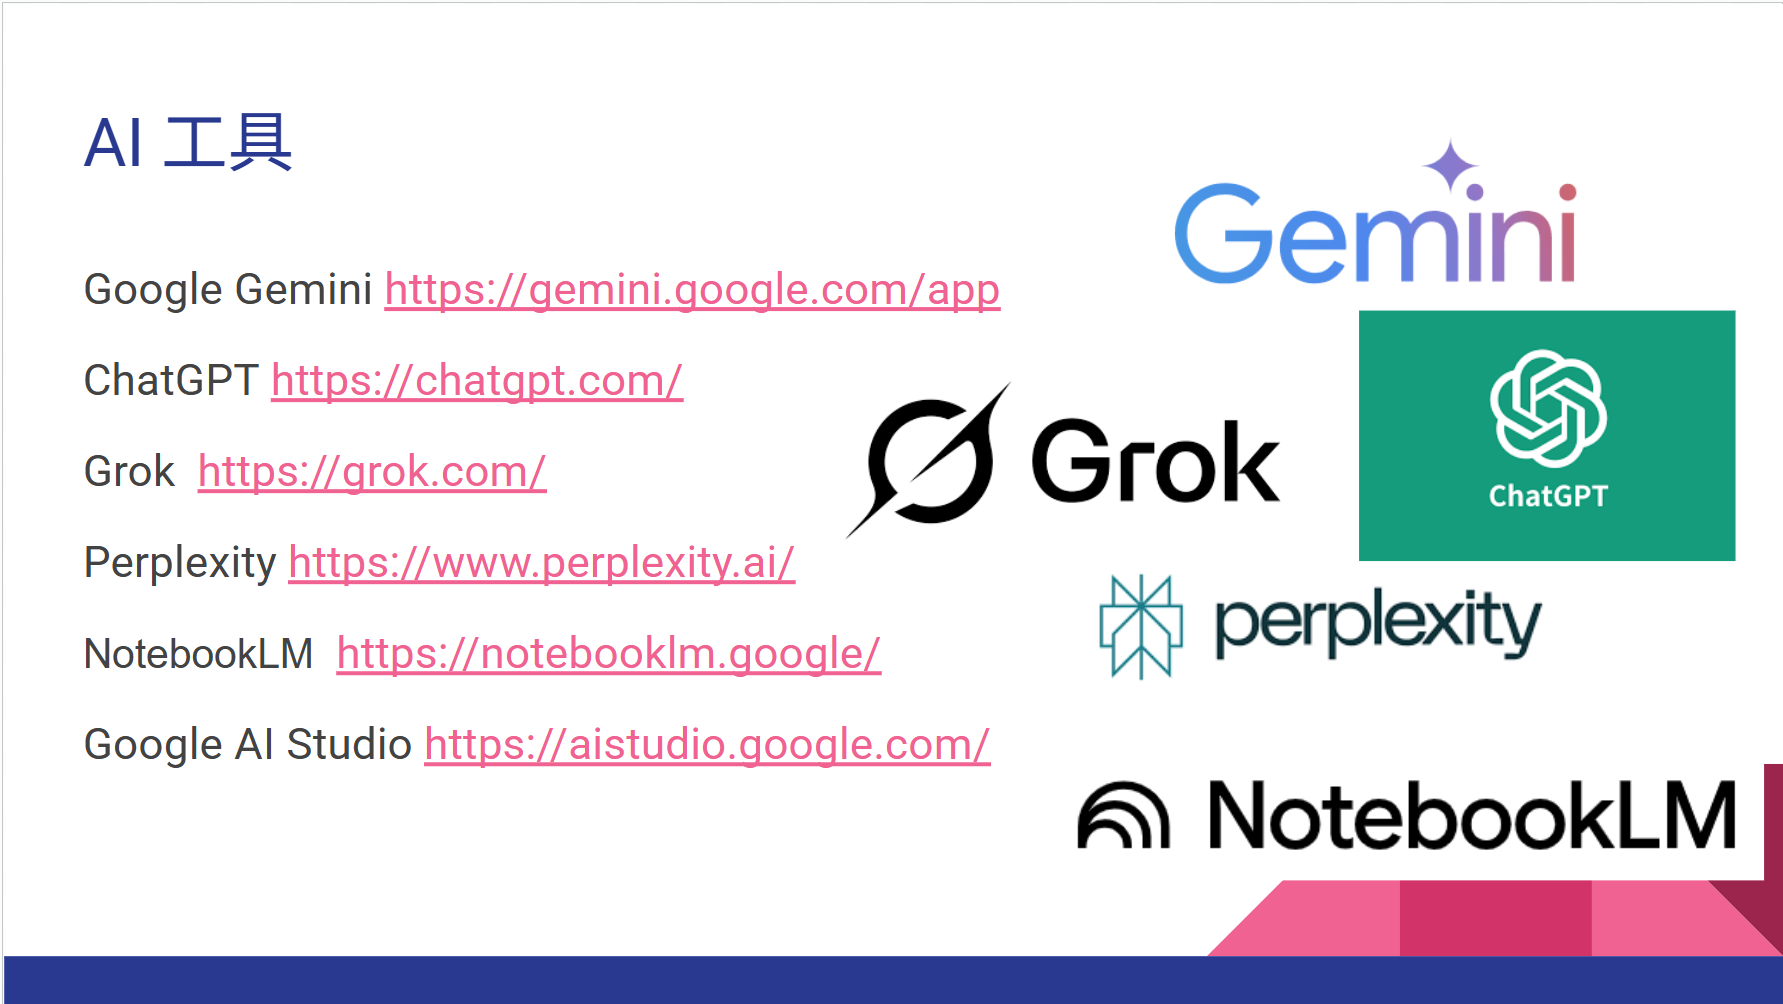 AI 工具
Google Gemini https://gemini.google.com/app
ChatGPT https://chatgpt.com/
Grok https://grok.com/
Perplexity https://www.perplexity.ai/
NotebookLM https://notebooklm.google/
Google AI Studio https://aistudio.google.com/
Gemini
Grok
ChatGPT
perplexity
NotebookLM